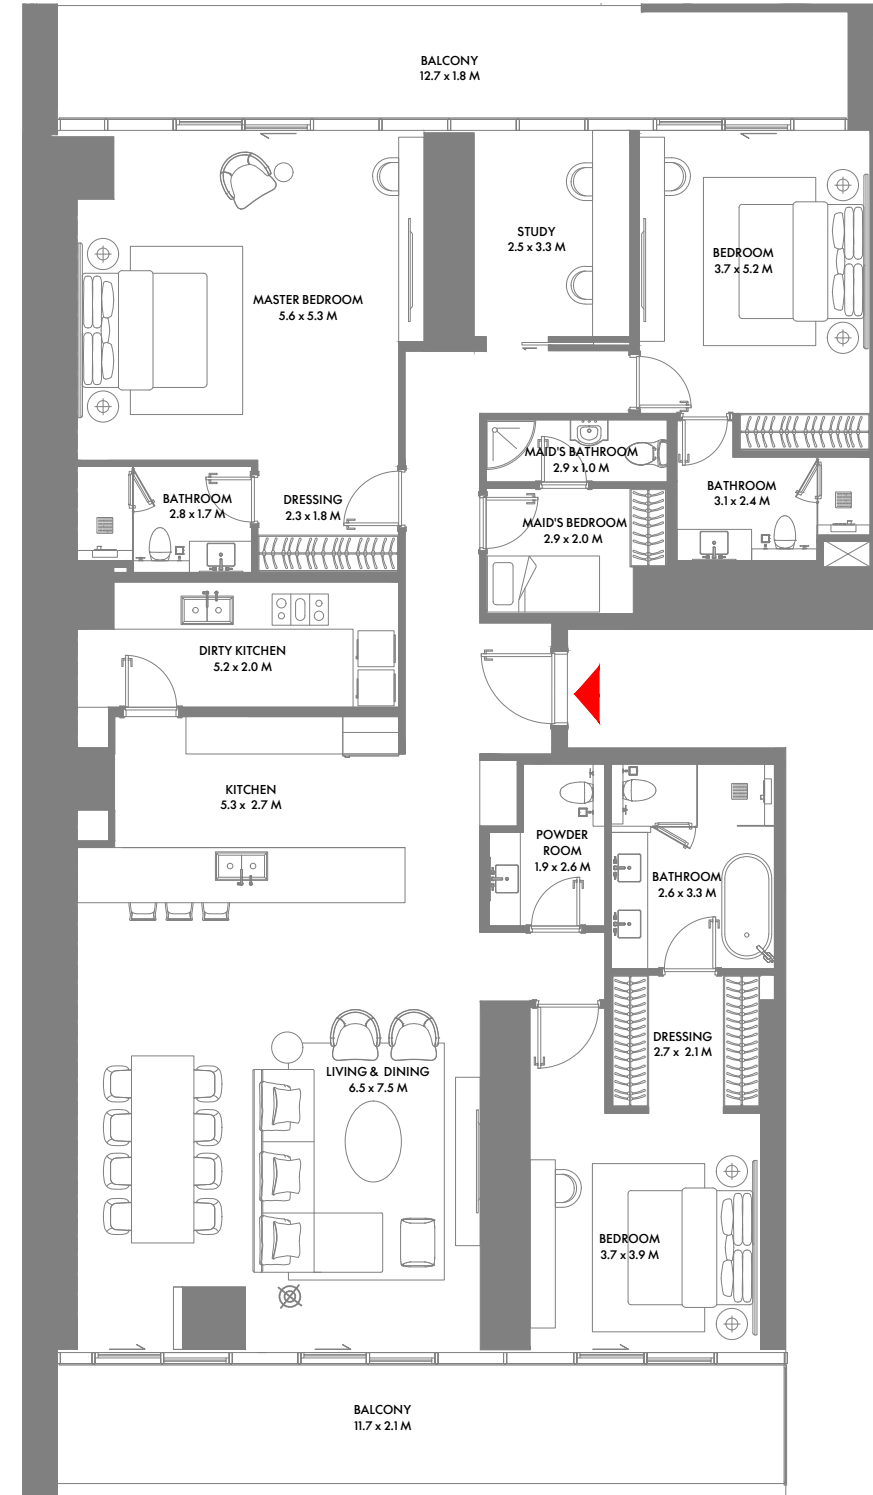 BALCONY
12.7 x 1.8 M
STUDY
2.5 x 3.3 M
BEDROOM
3.7 x 5.2 M
MASTER BEDROOM
5.6 x 5.3 M
MAID'S BATHROOM
2.9 x 1.0 M
BATHROOM
2.8 x 1.7 M
DRESSING
2.3 x 1.8 M
MAID'S BEDROOM
2.9 x 2.0 M
BATHROOM
3.1 x 2.4 M
DIRTY KITCHEN
5.2 x 2.0 M
KITCHEN
5.3 x 2.7 M
POWDER
ROOM
1.9 x 2.6 M
BATHROOM
2.6 x 3.3 M
DRESSING
2.7 x 2.1 M
LIVING & DINING
6.5 x 7.5 M
BEDROOM
3.7 x 3.9 M
BALCONY
11.7 x 2.1 M